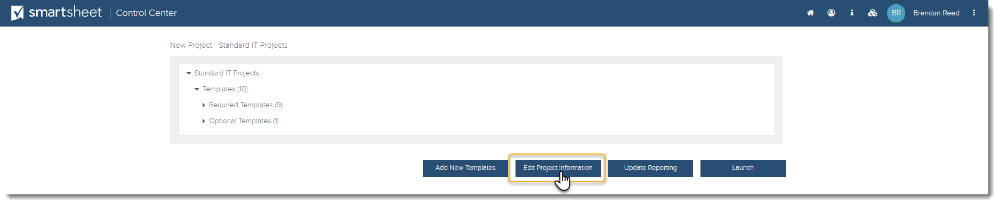 smartsheet | Control Center BR Brendan Reed
New Project - Standard IT Projects
Standard IT Projects
Templates (10)
Required Templates (9)
Optional Templates (1)
Add New Templates Edit Project Information Update Reporting Launch